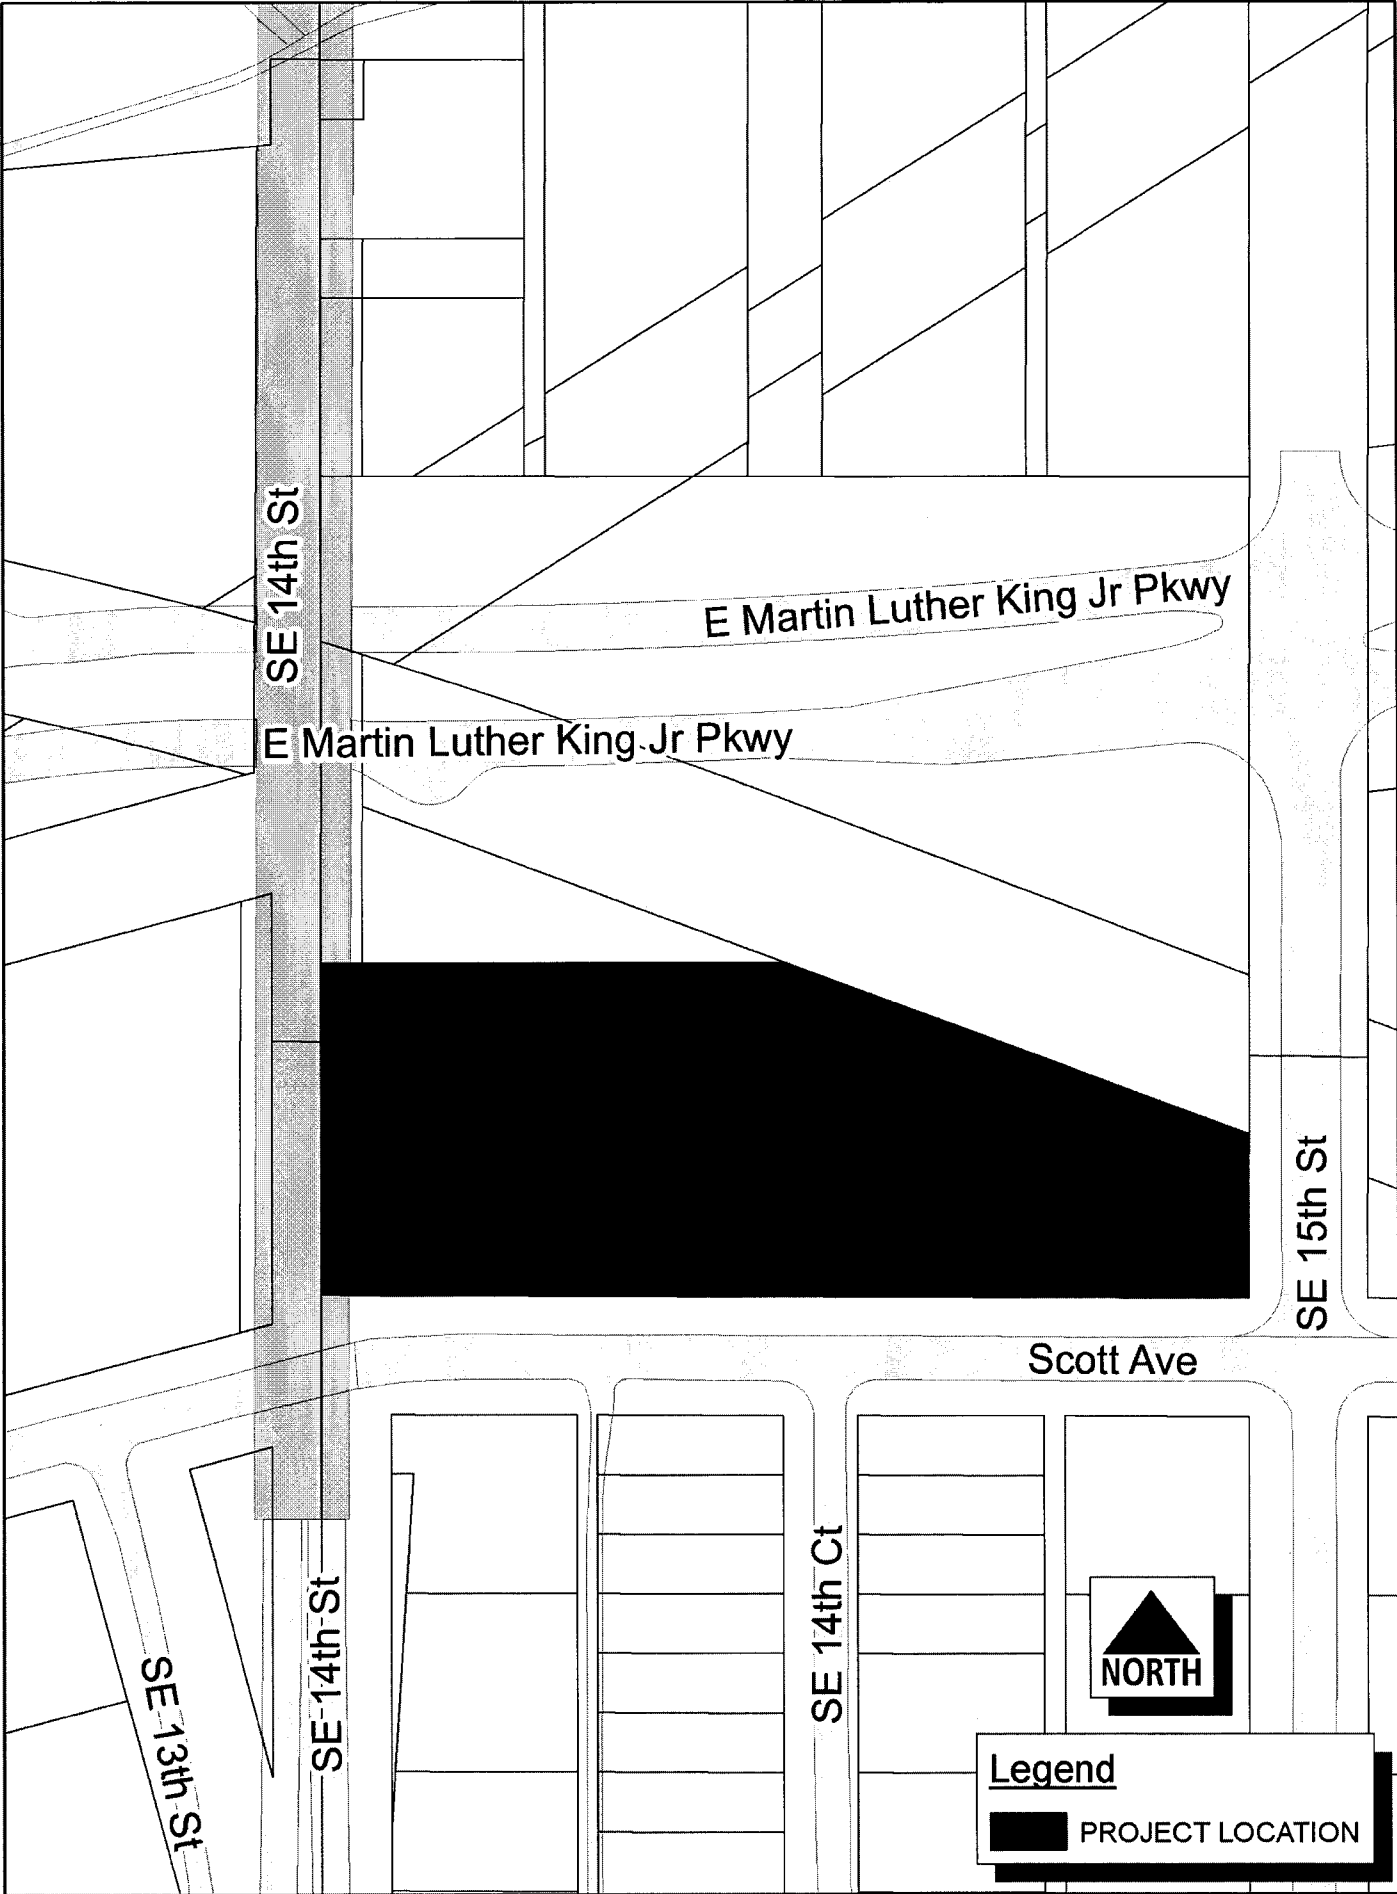 SE 14th St
E Martin Luther King Jr Pkwy
E Martin Luther King Jr Pkwy
SE 15th St
Scott Ave
SE 14th Ct
SE 14th St
SE 13th St
NORTH
Legend
PROJECT LOCATION